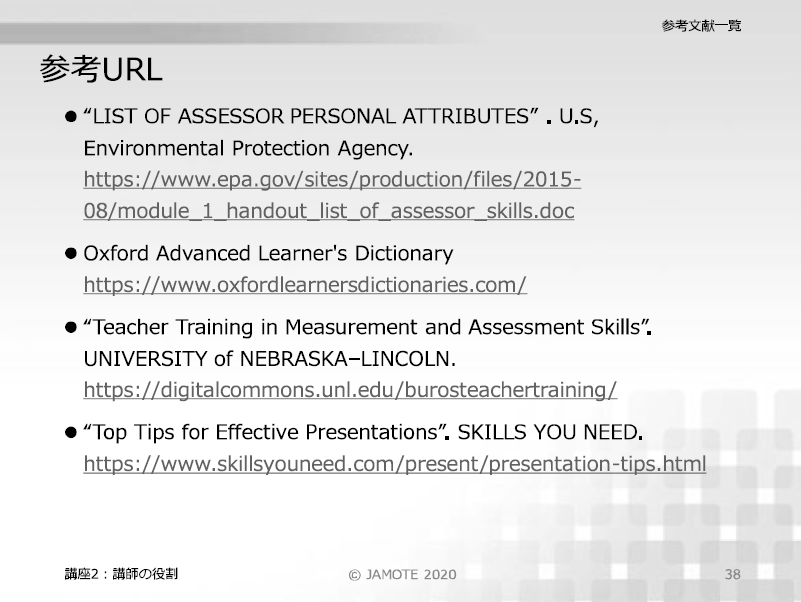 参考文献一覧
参考URL
● “LIST OF ASSESSOR PERSONAL ATTRIBUTES” . U.S,
Environmental Protection Agency.
https://www.epa.gov/sites/production/files/2015-
08/module_1_handout_list_of_assessor_skills.doc
● Oxford Advanced Learner's Dictionary
https://www.oxfordlearnersdictionaries.com/
● “Teacher Training in Measurement and Assessment Skills”.
UNIVERSITY of NEBRASKA–LINCOLN.
https://digitalcommons.unl.edu/burosteachertraining/
● “Top Tips for Effective Presentations”. SKILLS YOU NEED.
https://www.skillsyouneed.com/present/presentation-tips.html
講座2：講師の役割
© JAMOTE 2020
38